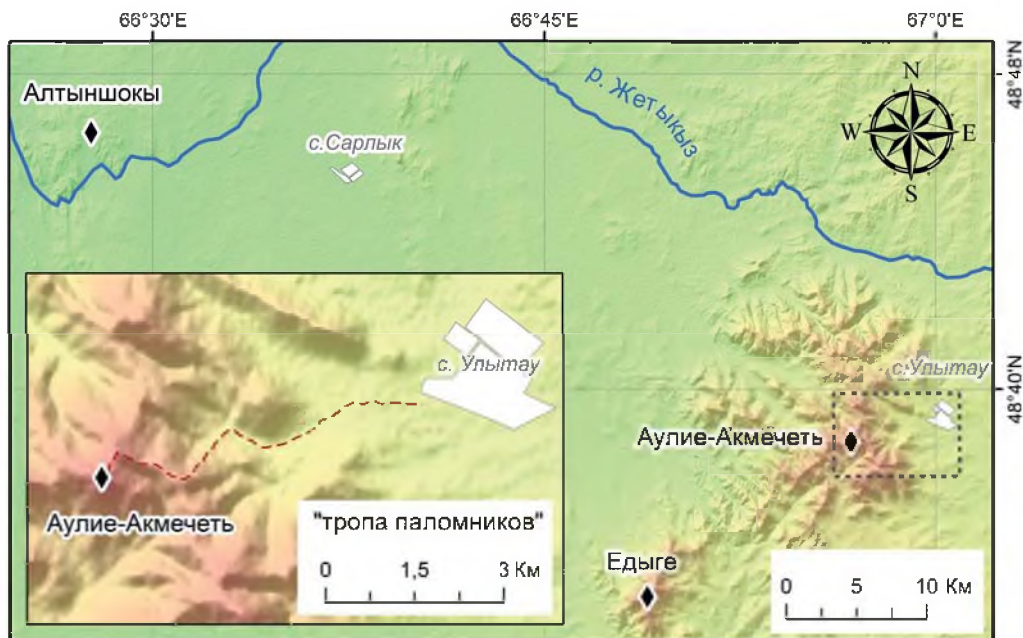 66°30'E
66°45'E
67°0'E
48°48'N
Алтыншокы
р. Жетыкыз
N
W
E
S
с.Сарлык
с. Улытау
с.Улытау
48°40'N
Аулие-Акмечеть
Аулие-Акмечеть
"тропа паломников"
0 1,5 3 Км
Едыге
0 5 10 Км